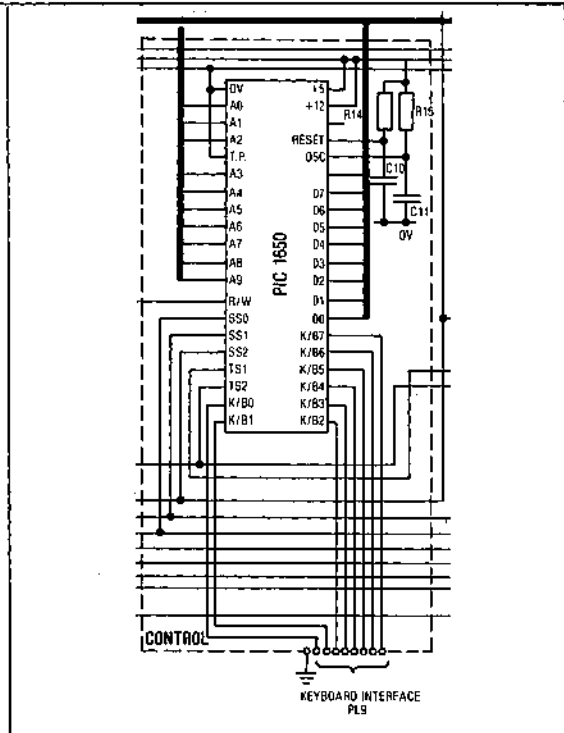 0V
A0
A1
A2
T.P.
A3
A4
A5
A6
A7
A8
A9
R/W
SS0
SS1
SS2
TS1
TS2
K/B0
K/B1
PIC 1650
+5
+12
RESET
OSC
D7
D6
D5
D4
D3
D2
D1
D0
K/B7
K/B6
K/B5
K/B4
K/B3
K/B2
R14
R15
C10
C11
0V
CONTROL
KEYBOARD INTERFACE
PL9